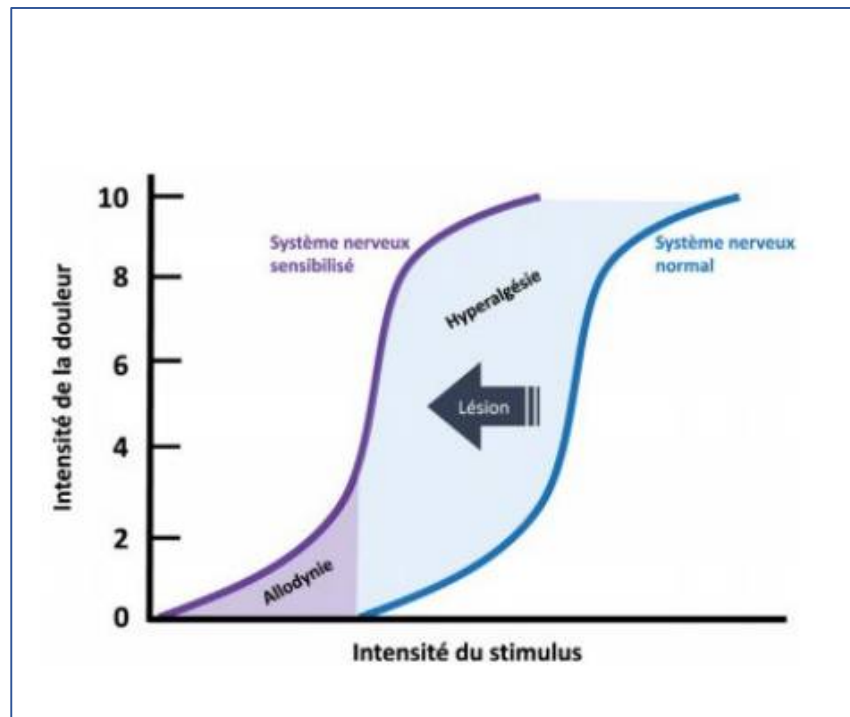 10
8
6
4
2
0
Intensité de la douleur
Système nerveux
sensibilisé
Système nerveux
normal
Hyperalgésie
Lésion
Allodynie
Intensité du stimulus